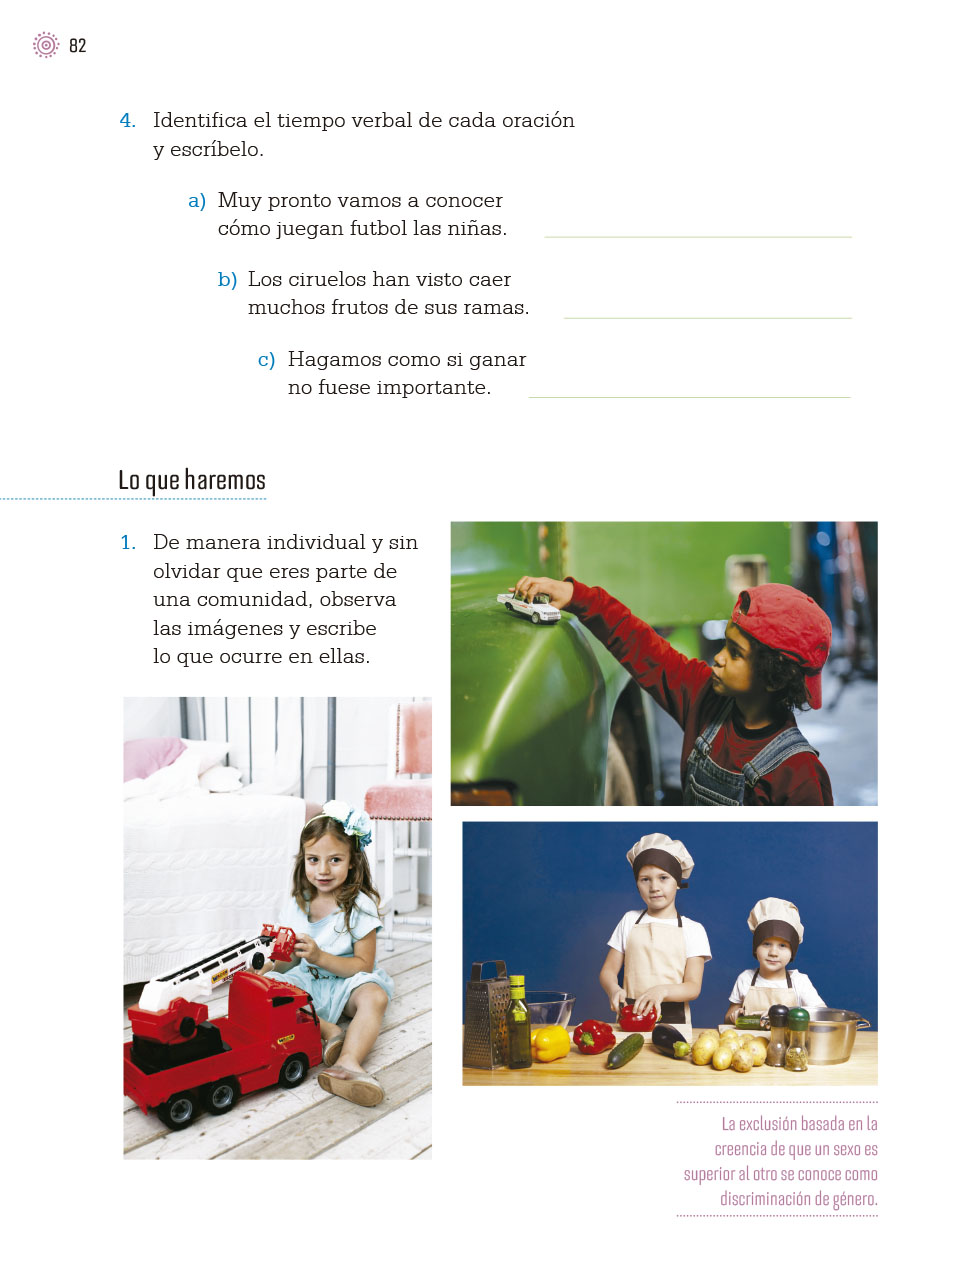 82
4. Identifica el tiempo verbal de cada oración
y escríbelo.
a) Muy pronto vamos a conocer
cómo juegan futbol las niñas.
b) Los ciruelos han visto caer
muchos frutos de sus ramas.
c) Hagamos como si ganar
no fuese importante.
Lo que haremos
1. De manera individual y sin
olvidar que eres parte de
una comunidad, observa
las imágenes y escribe
lo que ocurre en ellas.
La exclusión basada en la
creencia de que un sexo es
superior al otro se conoce como
discriminación de género.